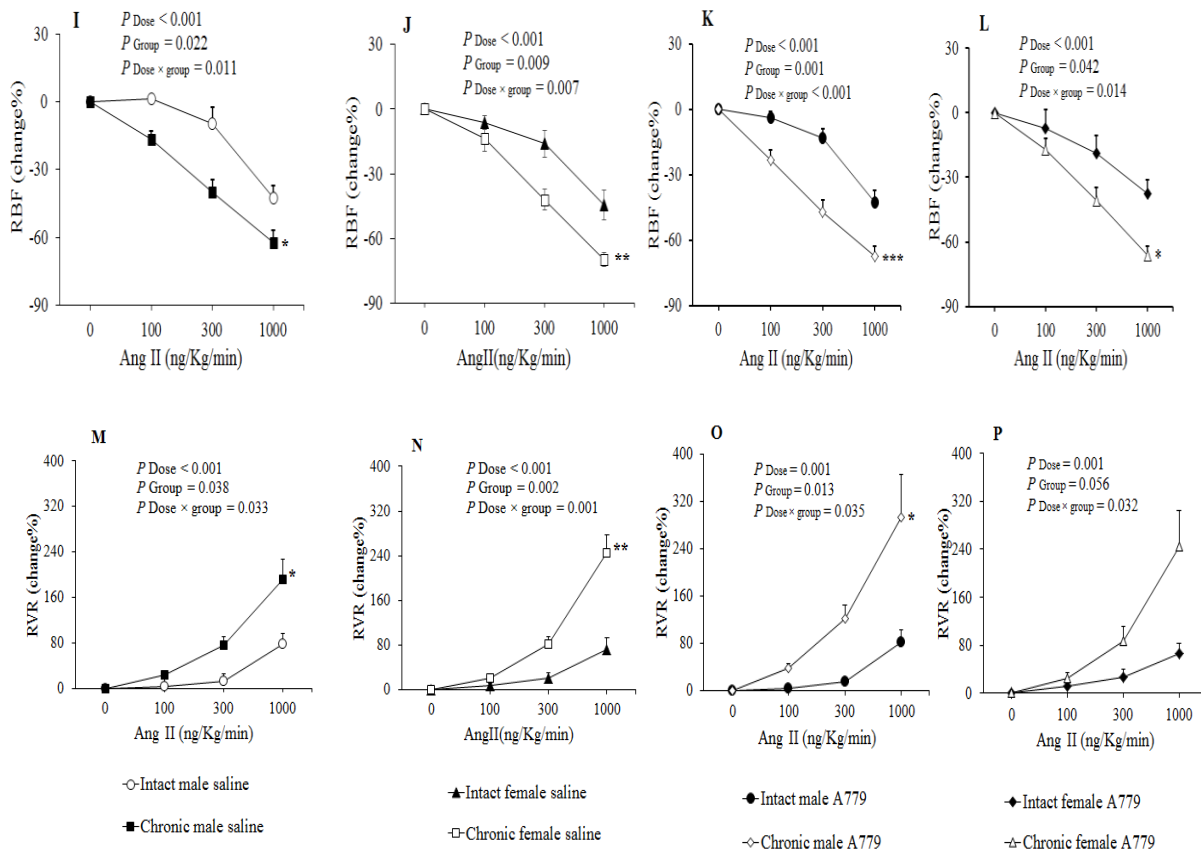 I
P Dose < 0.001
P Group = 0.022
P Dose × group = 0.011
30
0
-30
-60
-90
RBF (change%)
*
0 100 300 1000
Ang II (ng/Kg/min)
J
P Dose < 0.001
P Group = 0.009
P Dose × group = 0.007
30
0
-30
-60
-90
RBF (change%)
**
0 100 300 1000
AngII(ng/Kg/min)
K
P Dose < 0.001
P Group = 0.001
P Dose × group < 0.001
30
0
-30
-60
-90
RBF (change%)
***
0 100 300 1000
Ang II (ng/Kg/min)
L
P Dose < 0.001
P Group = 0.042
P Dose × group = 0.014
30
0
-30
-60
-90
RBF (change%)
*
0 100 300 1000
Ang II (ng/Kg/min)
M
P Dose < 0.001
P Group = 0.038
P Dose × group = 0.033
400
320
240
160
80
0
RVR (change%)
*
0 100 300 1000
Ang II (ng/Kg/min)
N
P Dose < 0.001
P Group = 0.002
P Dose × group = 0.001
400
320
240
160
80
0
RVR (change%)
**
0 100 300 1000
AngII(ng/Kg/min)
O
P Dose = 0.001
P Group = 0.013
P Dose × group = 0.035
400
320
240
160
80
0
RVR (change%)
*
0 100 300 1000
Ang II (ng/Kg/min)
P
P Dose = 0.001
P Group = 0.056
P Dose × group = 0.032
400
320
240
160
80
0
RVR (change%)
0 100 300 1000
Ang II (ng/Kg/min)
Intact male saline
Chronic male saline
Intact female saline
Chronic female saline
Intact male A779
Chronic male A779
Intact female A779
Chronic female A779